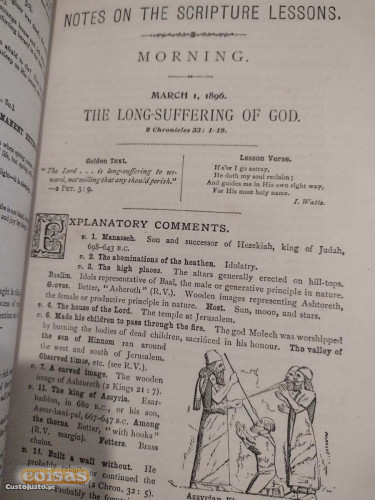 NOTES ON THE SCRIPTURE LESSONS.
MORNING.
MARCH 1, 1896.
THE LONG-SUFFERING OF GOD.
2 Chronicles 33: 1-19.
Golden Text.
"The Lord . . . is long-suffering to us-
ward, not willing that any should perish."
—2 PET. 3: 9.
Lesson Verse.
If e'er I go astray,
He doth my soul reclaim;
And guides me in His own right way,
For His most holy name.
I. Watts.
EXPLANATORY COMMENTS.
v. 1. Manasseh. Son and successor of Hezekiah, king of Judah,
698-643 B.C.
v. 2. The abominations of the heathen. Idolatry.
v. 3. The high places. The altars generally erected on hill-tops.
Baalim. Idols representing of Baal, the male or generative principle in nature.
Groves. Better, "Asheroth" (R.V.). Wooden images representing Ashtoreth,
the female or productive principle in nature. Host. Sun, moon, and stars.
v. 4. The house of the Lord. The temple at Jerusalem.
v. 6. Made his children to pass through the fire. The god Molech was worshipped
by burning the bodies of dead children, sacrificed in his honour. The valley of
the son of Hinnom ran around
the west and south of Jerusalem.
Observed times, etc. (see R.V.).
v. 7. A carved image. The wooden
image of Ashtoreth (2 Kings 21: 7).
v. 11. The king of Assyria. Esar-
haddon, in 680 B.C., or his son,
Assur-bani-pal, 667-647 B.C. Among
the thorns. Better, "with hooks"
(R.V. margin). Fetters. Brass
chains.
v. 14. Built a wall without. He
probably continued the
(2 Chron. 32: 5).
Assyrian
coisas
CustoJusto.pt